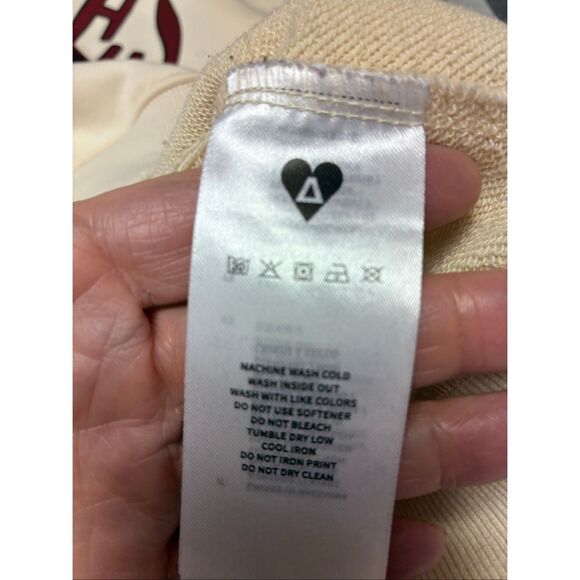 H
Δ
30
MACHINE WASH COLD
WASH INSIDE OUT
WASH WITH LIKE COLORS
DO NOT USE SOFTENER
DO NOT BLEACH
TUMBLE DRY LOW
COOL IRON
DO NOT IRON PRINT
DO NOT DRY CLEAN